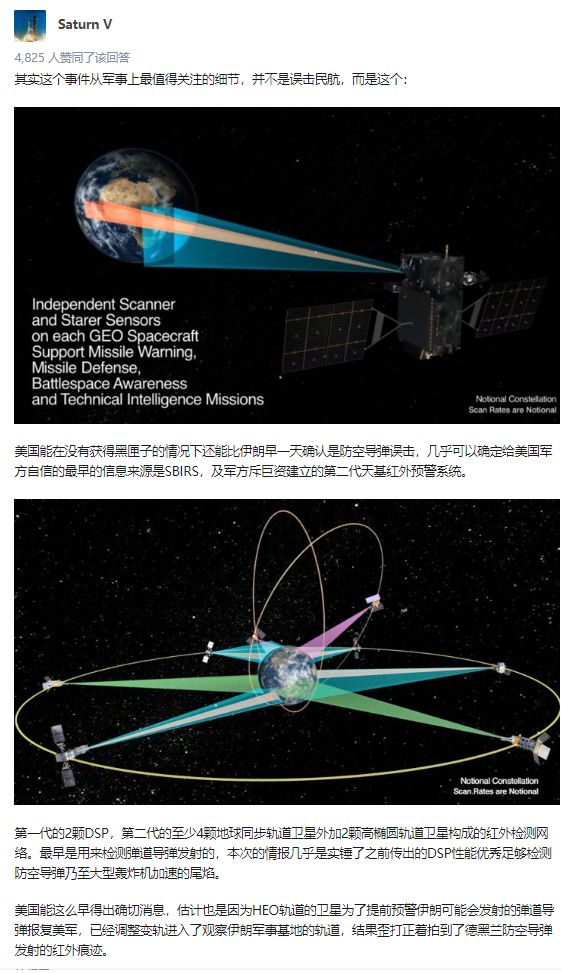 Saturn V
4,825 人赞同了该回答
其实这个事件从军事上最值得关注的细节，并不是误击民航，而是这个：
Independent Scanner
and Starer Sensors
on each GEO Spacecraft
Support Missile Warning,
Missile Defense,
Battlespace Awareness
and Technical Intelligence Missions
Notional Constellation
Scan Rates are Notional
美国能在没有获得黑匣子的情况下还能比伊朗早一天确认是防空导弹误击，几乎可以确定给美国军
方自信的最早的信息来源是SBIRS，及军方斥巨资建立的第二代天基红外预警系统。
Notional Constellation
Scan Rates are Notional
第一代的2颗DSP，第二代的至少4颗地球同步轨道卫星外加2颗高椭圆轨道卫星构成的红外检测网
络。最早是用来检测弹道导弹发射的，本次的情报几乎是实锤了之前传出的DSP性能优秀足够检测
防空导弹乃至大型轰炸机加速的尾焰。
美国能这么早得出确切消息，估计也是因为HEO轨道的卫星为了提前预警伊朗可能会发射的弹道导
弹报复美军，已经调整变轨进入了观察伊朗军事基地的轨道，结果歪打正着拍到了德黑兰防空导弹
发射的红外痕迹。